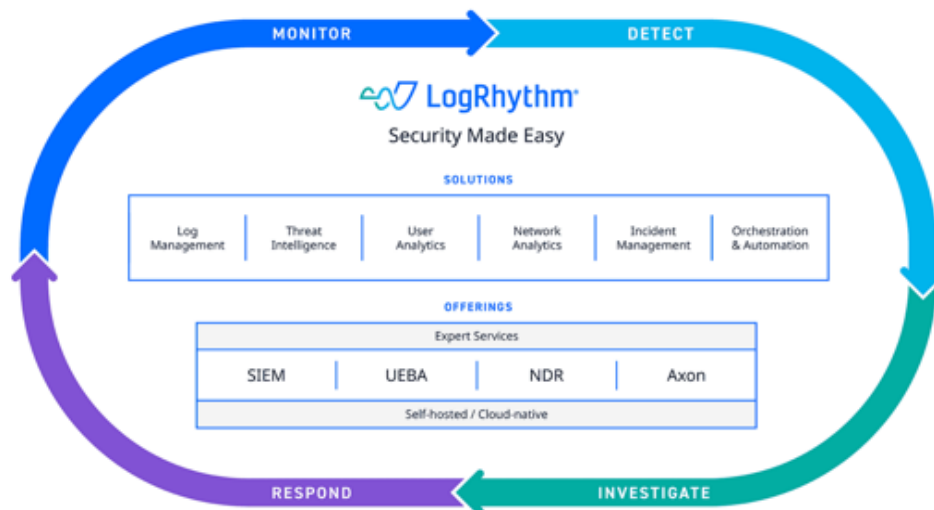 MONITOR
DETECT
LogRhythm®
Security Made Easy
SOLUTIONS
Log
Management
Threat
Intelligence
User
Analytics
Network
Analytics
Incident
Management
Orchestration
& Automation
OFFERINGS
Expert Services
SIEM
UEBA
NDR
Axon
Self-hosted / Cloud-native
RESPOND
INVESTIGATE